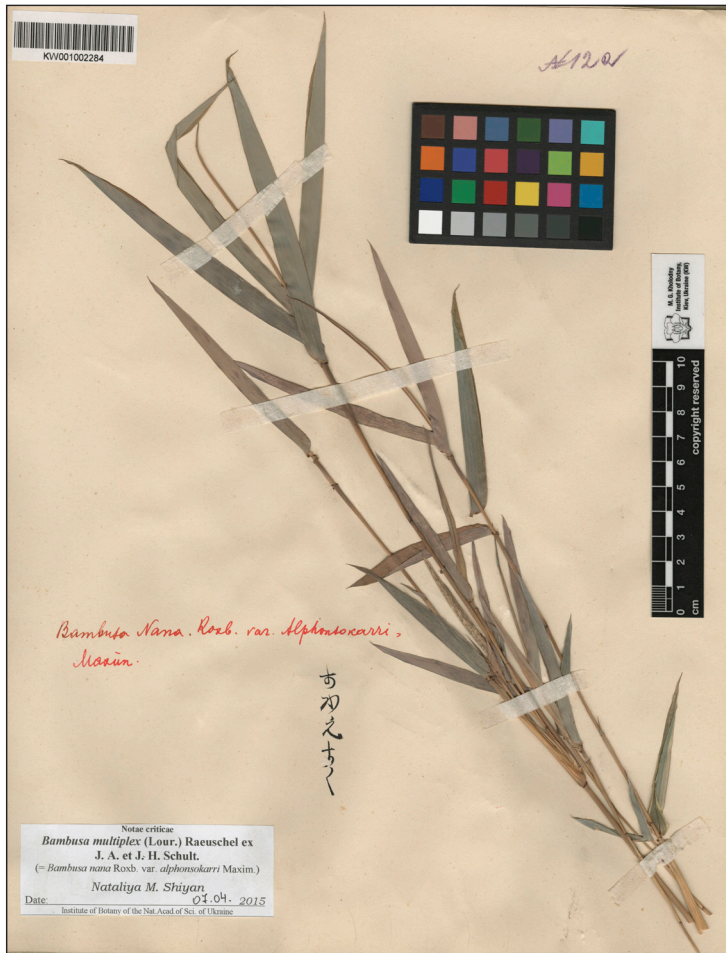 KW001002284
M. G. Kholodny
Institute of Botany,
Kiev, Ukraine (KW)
0 1 2 3 4 5 6 7 8 9 10
cm
copyright reserved
Bambusa Nana. Roxb. var. Alphonsokarri,
Maxim.
Notae criticae
Bambusa multiplex (Lour.) Raeuschel ex
J. A. et J. H. Schult.
(= Bambusa nana Roxb. var. alphonsokarri Maxim.)
Nataliya M. Shiyan
Date: 07.04. 2015
Institute of Botany of the Nat.Acad.of Sci. of Ukraine